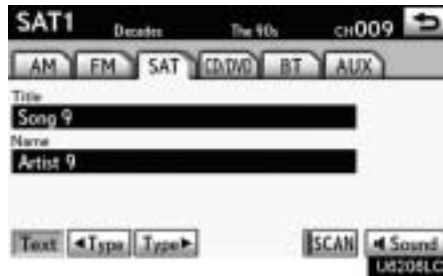 SAT1 Decades The 90s CH009
AM FM SAT CD/DVD BT AUX
Title
Song 9
Name
Artist 9
Text ◄Type Type► SCAN Sound
U6206LC